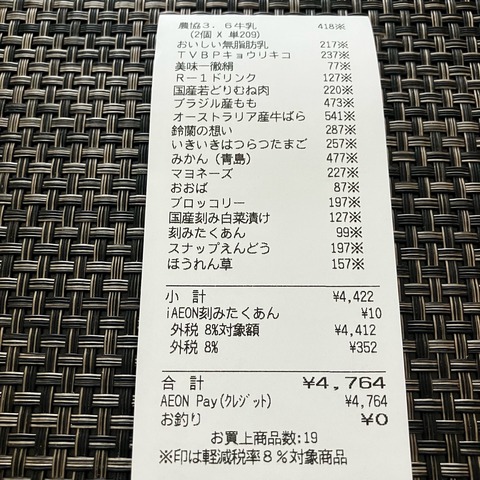 農協3.6牛乳 418※
(2個 X 単209)
おいしい無脂肪乳 217※
TVBPキョウリキコ 237※
美味一徹絹 77※
R-1ドリンク 127※
国産若どりむね肉 220※
ブラジル産もも 473※
オーストラリア産牛ばら 541※
鈴蘭の想い 287※
いきいきはつらつたまご 257※
みかん(青島) 477※
マヨネーズ 227※
おおば 87※
ブロッコリー 197※
国産刻み白菜漬け 127※
刻みたくあん 99※
スナップえんどう 197※
ほうれん草 157※
小 計 ¥4,422
iAEON刻みたくあん ¥10
外税 8%対象額 ¥4,412
外税 8% ¥352
合 計 ¥4,764
AEON Pay(クレジット) ¥4,764
お釣り ¥0
お買上商品数:19
※印は軽減税率8%対象商品